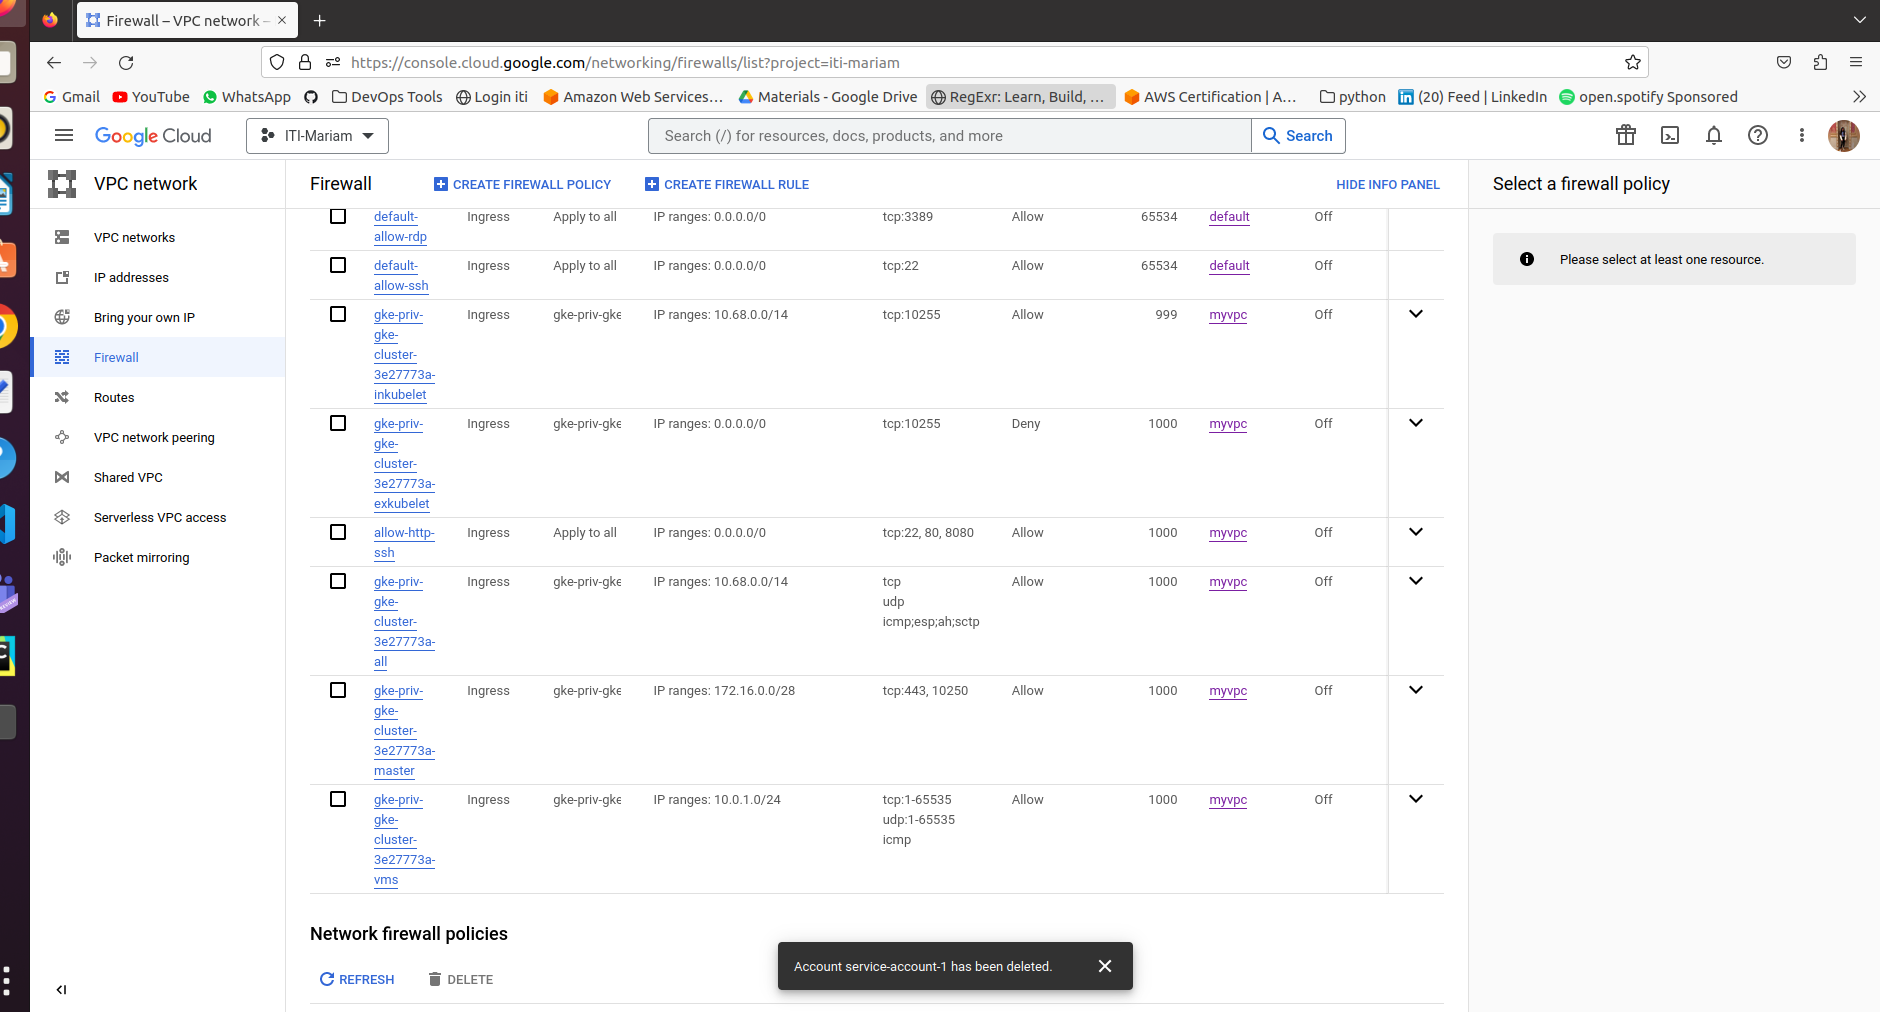 Firewall – VPC network –
https://console.cloud.google.com/networking/firewalls/list?project=iti-mariam
Gmail YouTube WhatsApp DevOps Tools Login iti Amazon Web Services… Materials - Google Drive RegExr: Learn, Build, … AWS Certification | A… python (20) Feed | LinkedIn open.spotify Sponsored
Google Cloud ITI-Mariam Search (/) for resources, docs, products, and more Search
VPC network
VPC networks
IP addresses
Bring your own IP
Firewall
Routes
VPC network peering
Shared VPC
Serverless VPC access
Packet mirroring
Firewall CREATE FIREWALL POLICY CREATE FIREWALL RULE HIDE INFO PANEL
default- Ingress Apply to all IP ranges: 0.0.0.0/0 tcp:3389 Allow 65534 default Off
allow-rdp
default- Ingress Apply to all IP ranges: 0.0.0.0/0 tcp:22 Allow 65534 default Off
allow-ssh
gke-priv- Ingress gke-priv-gke IP ranges: 10.68.0.0/14 tcp:10255 Allow 999 myvpc Off
gke-
cluster-
3e27773a-
inkubelet
gke-priv- Ingress gke-priv-gke IP ranges: 0.0.0.0/0 tcp:10255 Deny 1000 myvpc Off
gke-
cluster-
3e27773a-
exkubelet
allow-http- Ingress Apply to all IP ranges: 0.0.0.0/0 tcp:22, 80, 8080 Allow 1000 myvpc Off
ssh
gke-priv- Ingress gke-priv-gke IP ranges: 10.68.0.0/14 tcp Allow 1000 myvpc Off
gke- udp
cluster- icmp;esp;ah;sctp
3e27773a-
all
gke-priv- Ingress gke-priv-gke IP ranges: 172.16.0.0/28 tcp:443, 10250 Allow 1000 myvpc Off
gke-
cluster-
3e27773a-
master
gke-priv- Ingress gke-priv-gke IP ranges: 10.0.1.0/24 tcp:1-65535 Allow 1000 myvpc Off
gke- udp:1-65535
cluster- icmp
3e27773a-
vms
Network firewall policies
REFRESH DELETE
Account service-account-1 has been deleted.
Select a firewall policy
Please select at least one resource.